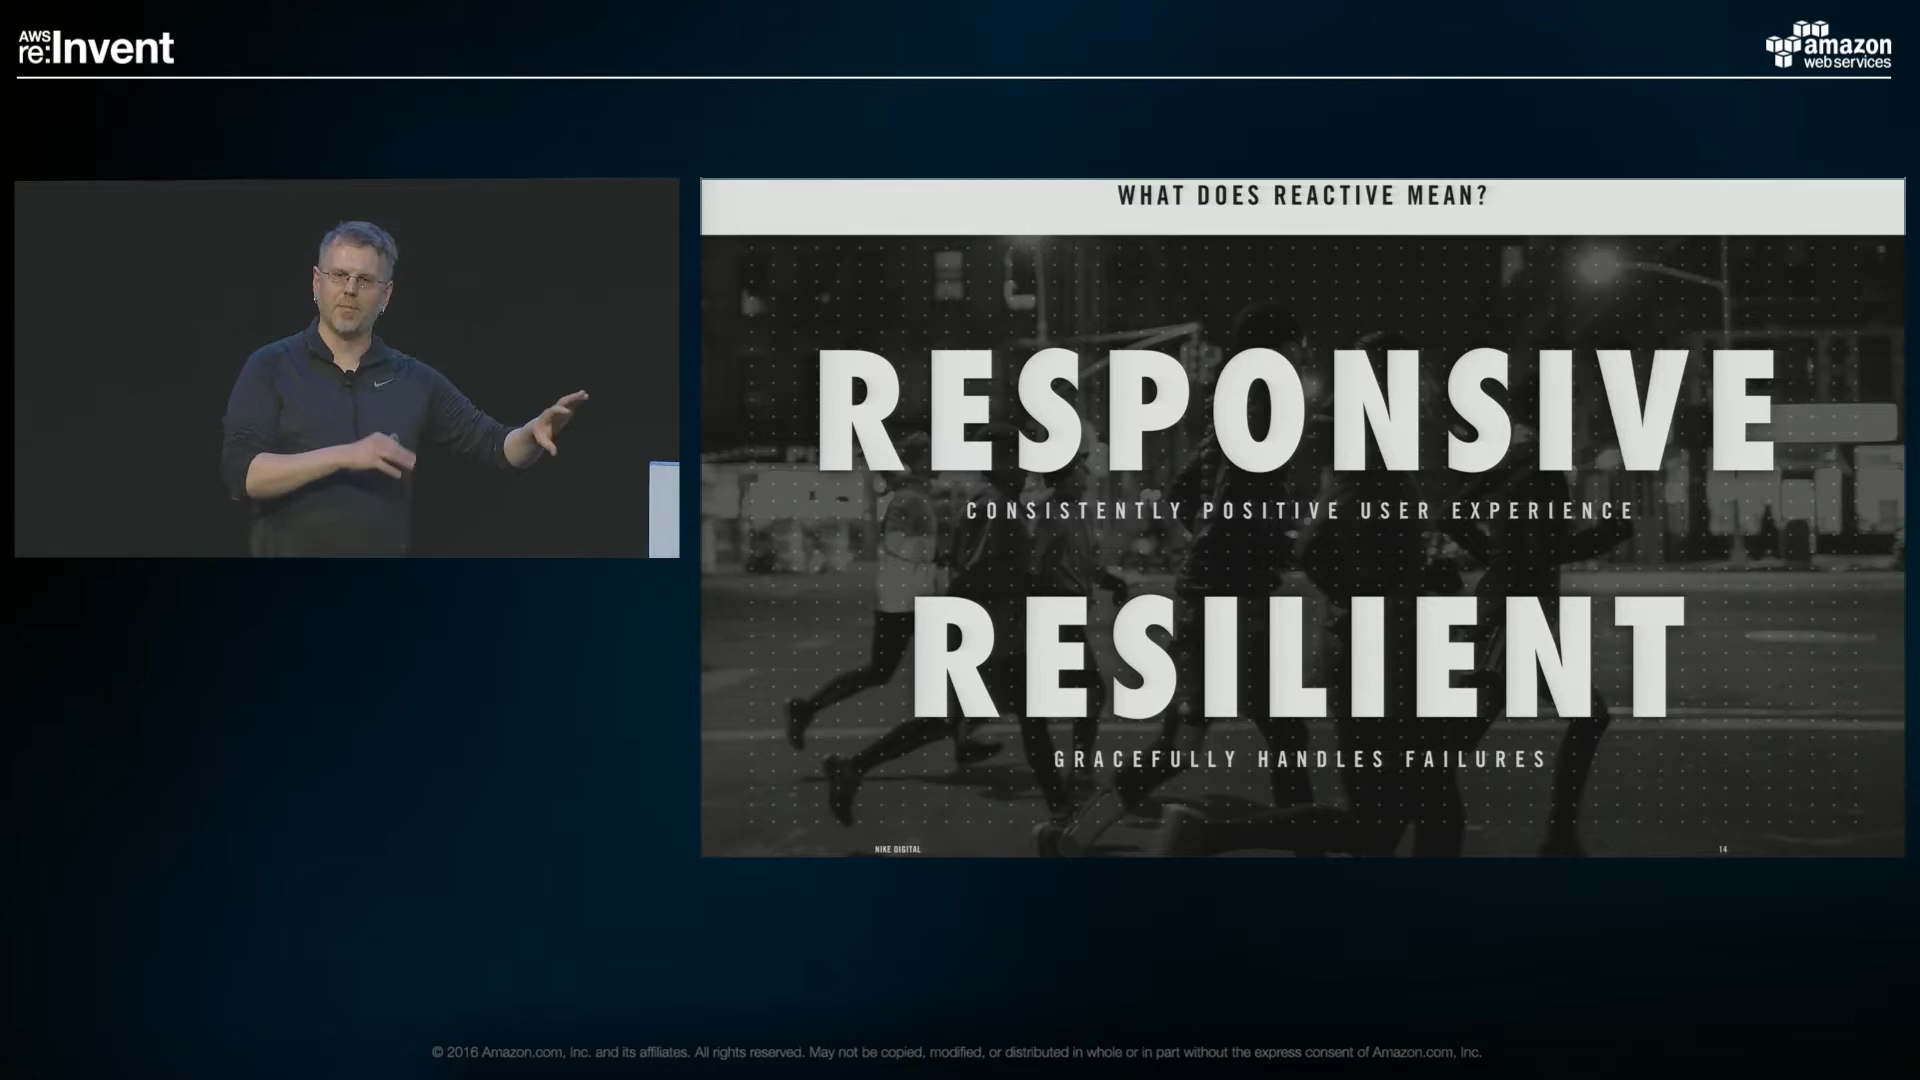 AWS
re:Invent
amazon
web services
WHAT DOES REACTIVE MEAN?
RESPONSIVE
CONSISTENTLY POSITIVE USER EXPERIENCE
RESILIENT
GRACEFULLY HANDLES FAILURES
NIKE DIGITAL
14
© 2016 Amazon.com, Inc. and its affiliates. All rights reserved. May not be copied, modified, or distributed in whole or in part without the express consent of Amazon.com, Inc.